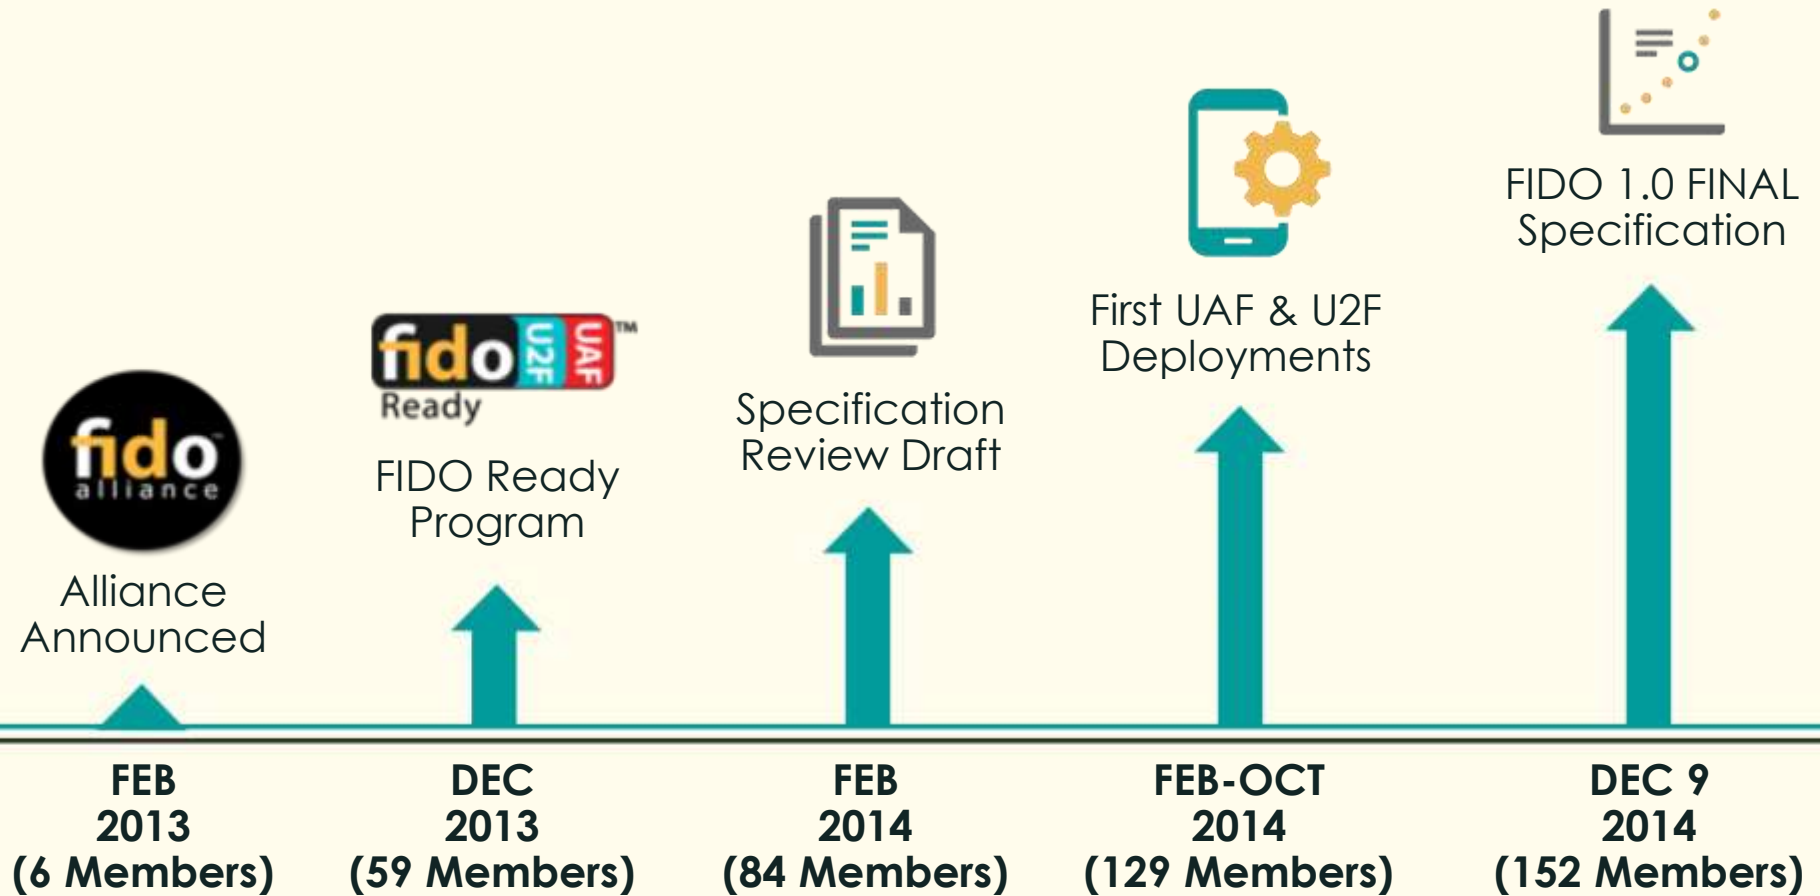 fido
alliance
Alliance
Announced
FEB
2013
(6 Members)
fido U2F UAF ™
Ready
FIDO Ready
Program
DEC
2013
(59 Members)
Specification
Review Draft
FEB
2014
(84 Members)
First UAF & U2F
Deployments
FEB-OCT
2014
(129 Members)
FIDO 1.0 FINAL
Specification
DEC 9
2014
(152 Members)